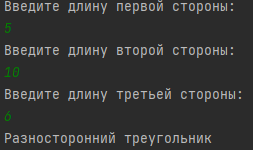 Введите длину первой стороны:
5
Введите длину второй стороны:
10
Введите длину третьей стороны:
6
Разносторонний треугольник